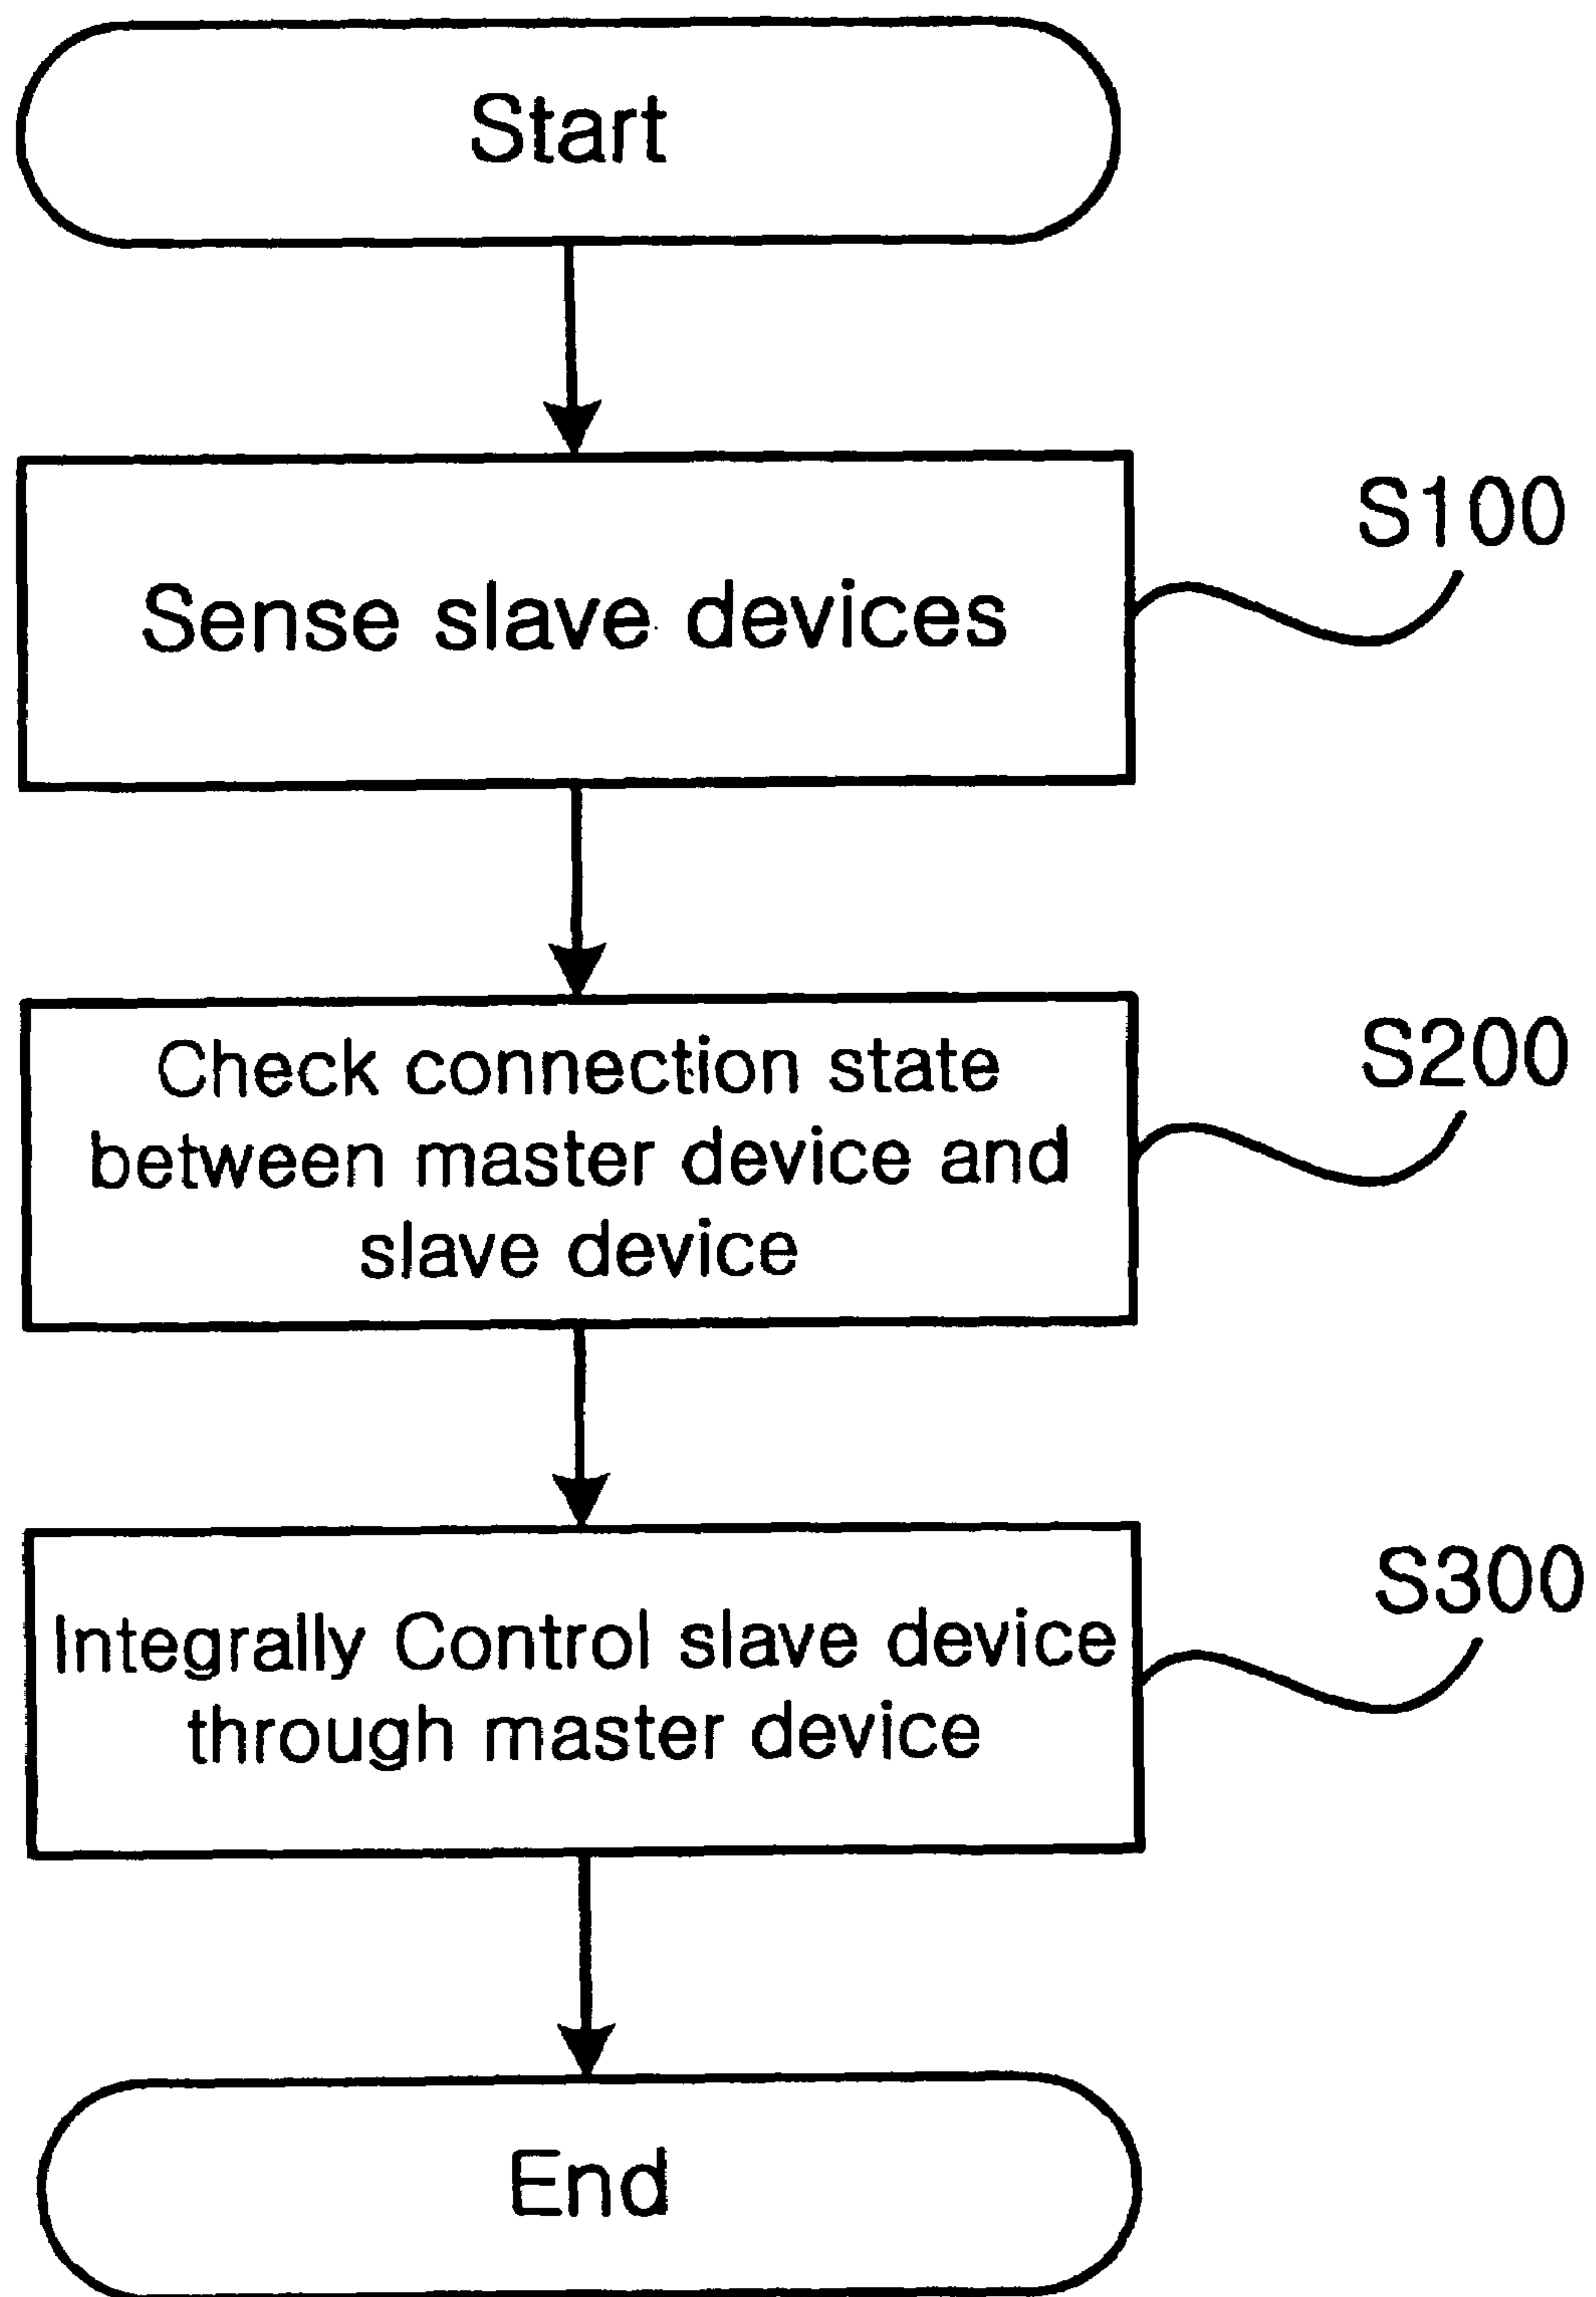 Start
S100
Sense slave devices
S200
Check connection state
between master device and
slave device
S300
Integrally Control slave device
through master device
End